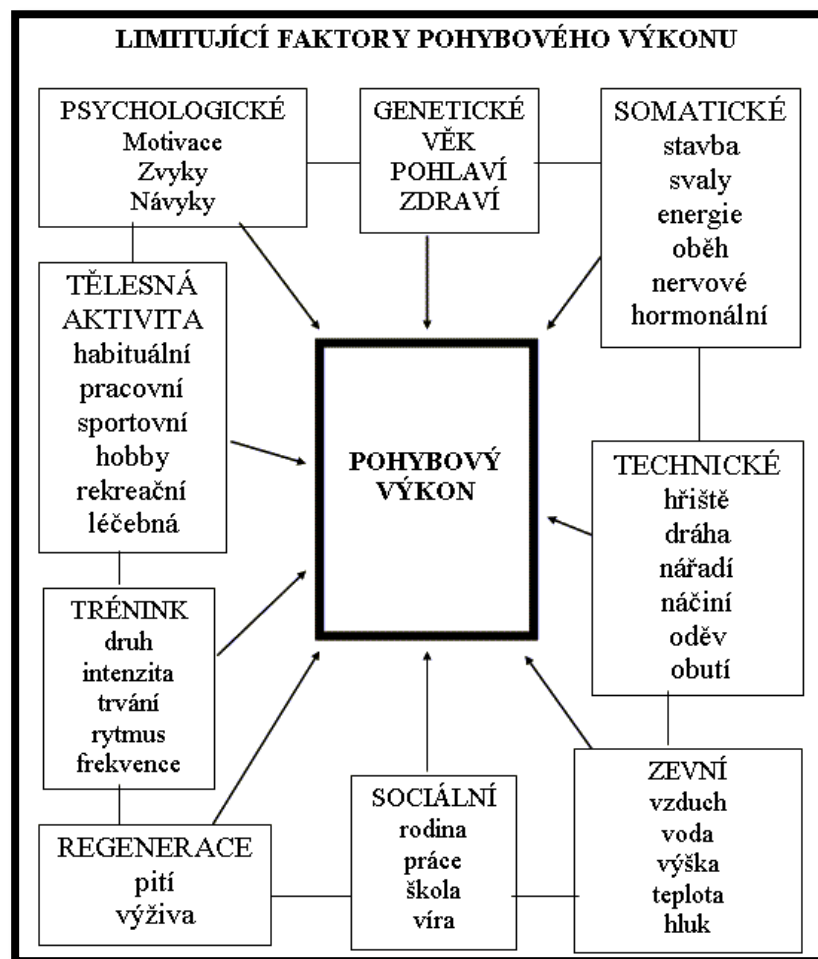 LIMITUJÍCÍ FAKTORY POHYBOVÉHO VÝKONU
PSYCHOLOGICKÉ
Motivace
Zvyky
Návyky
GENETICKÉ
VĚK
POHLAVÍ
ZDRAVÍ
SOMATICKÉ
stavba
svaly
energie
oběh
nervové
hormonální
TĚLESNÁ
AKTIVITA
habituální
pracovní
sportovní
hobby
rekreační
léčebná
POHYBOVÝ
VÝKON
TECHNICKÉ
hřiště
dráha
nářadí
náčiní
oděv
obutí
TRÉNINK
druh
intenzita
trvání
rytmus
frekvence
REGENERACE
pití
výživa
SOCIÁLNÍ
rodina
práce
škola
víra
ZEVNÍ
vzduch
voda
výška
teplota
hluk